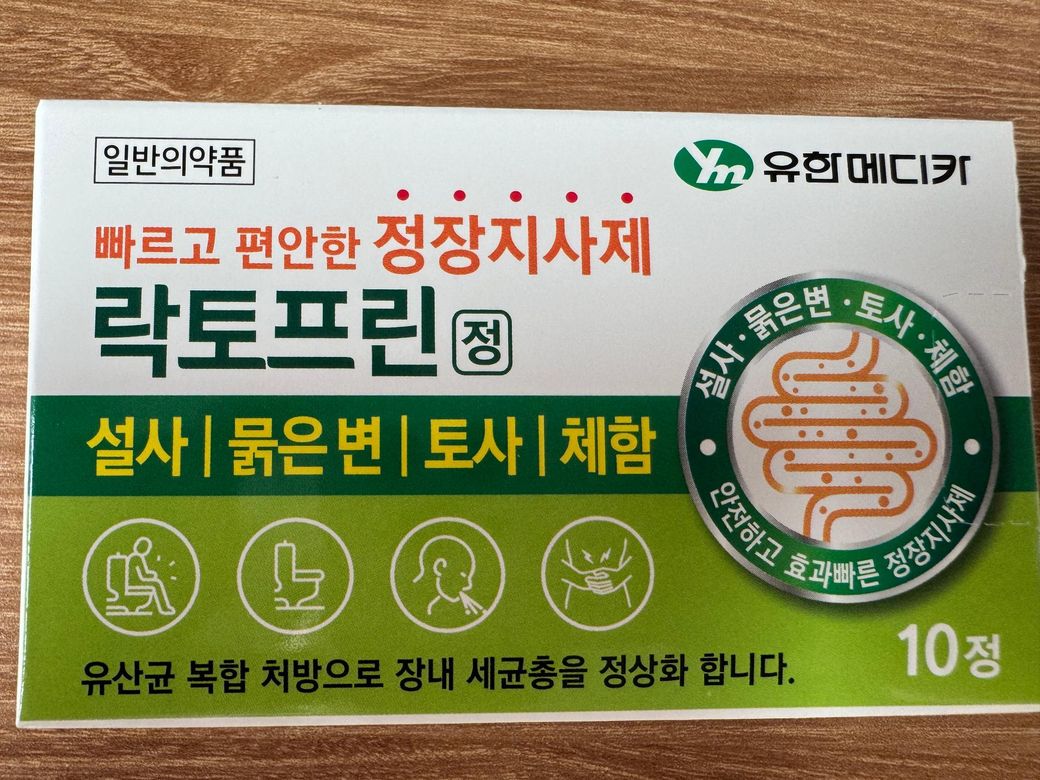 일반의약품
Ym 유한메디카
빠르고 편안한 정장지사제
락토프린 정
설사 | 묽은변 | 토사 | 체함
설사 · 묽은변 · 토사 · 체함
안전하고 효과빠른 정장지사제
유산균 복합 처방으로 장내 세균총을 정상화 합니다.
10정